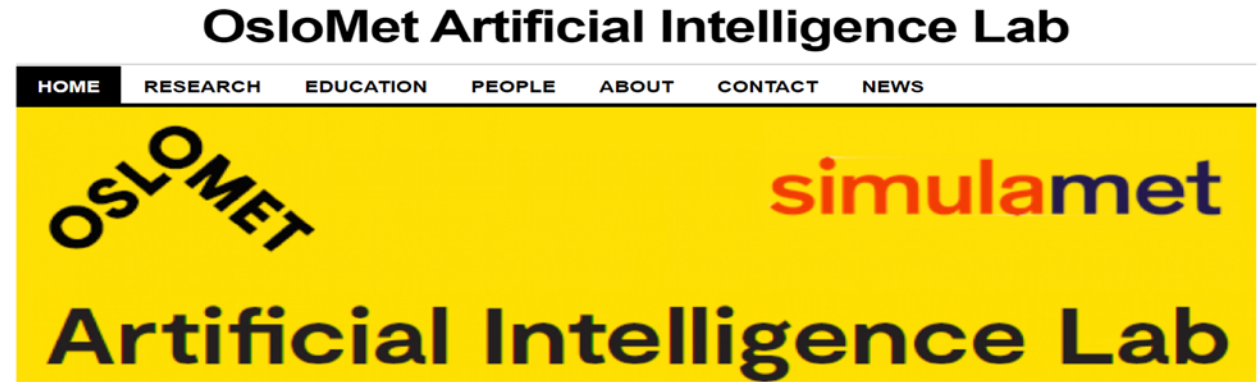 OsloMet Artificial Intelligence Lab
HOME RESEARCH EDUCATION PEOPLE ABOUT CONTACT NEWS
OSLOMET
simulamet
Artificial Intelligence Lab